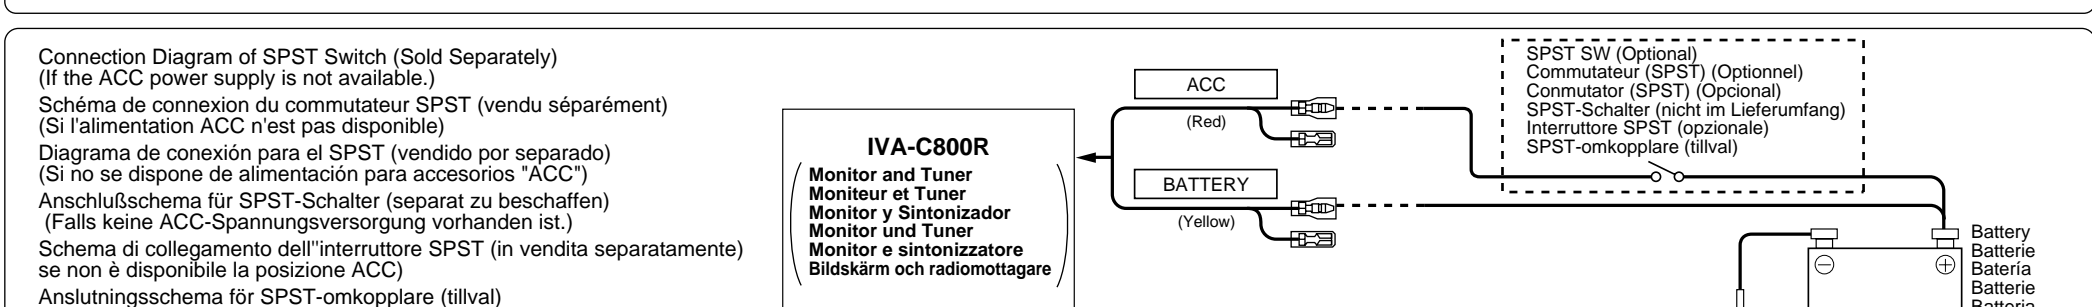 Connection Diagram of SPST Switch (Sold Separately)
(If the ACC power supply is not available.)
Schéma de connexion du commutateur SPST (vendu séparément)
(Si l'alimentation ACC n'est pas disponible)
Diagrama de conexión para el SPST (vendido por separado)
(Si no se dispone de alimentación para accesorios "ACC")
Anschlußschema für SPST-Schalter (separat zu beschaffen)
(Falls keine ACC-Spannungsversorgung vorhanden ist.)
Schema di collegamento dell''interruttore SPST (in vendita separatamente)
se non è disponibile la posizione ACC)
Anslutningsschema för SPST-omkopplare (tillval)
IVA-C800R
Monitor and Tuner
Moniteur et Tuner
Monitor y Sintonizador
Monitor und Tuner
Monitor e sintonizzatore
Bildskärm och radiomottagare
ACC
(Red)
BATTERY
(Yellow)
SPST SW (Optional)
Commutateur (SPST) (Optionnel)
Conmutator (SPST) (Opcional)
SPST-Schalter (nicht im Lieferumfang)
Interruttore SPST (opzionale)
SPST-omkopplare (tillval)
Battery
Batterie
Batería
Batterie
Batteria